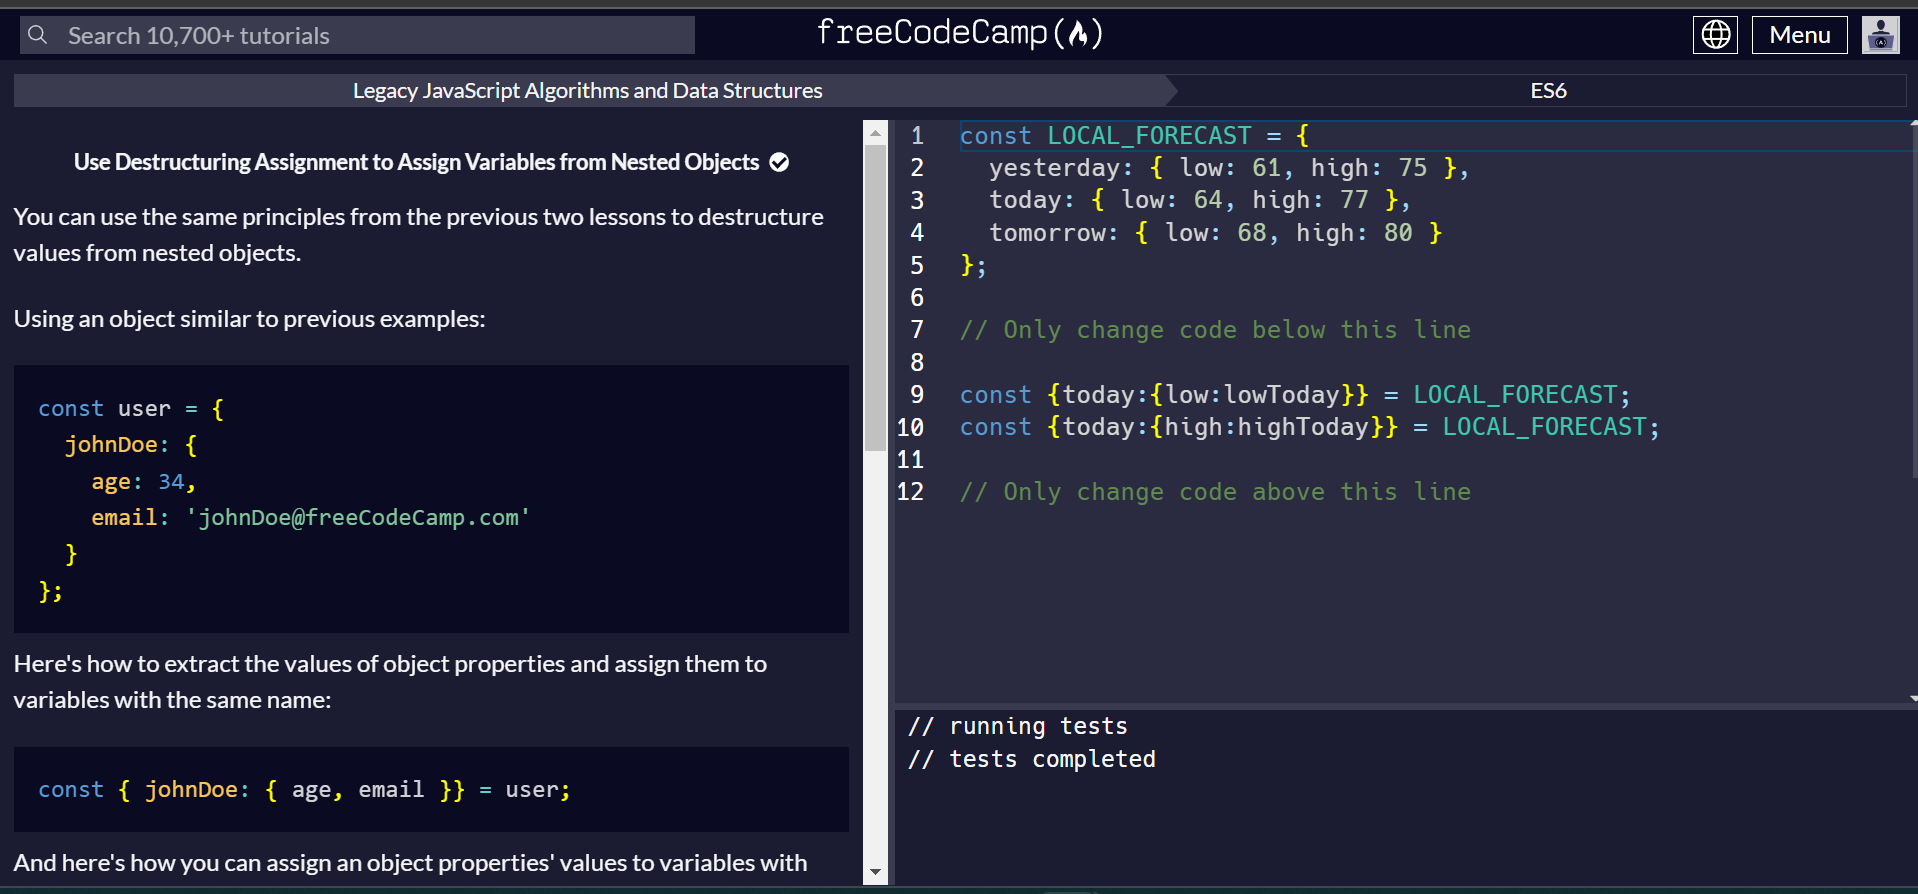 Search 10,700+ tutorials
freeCodeCamp(🔥)
Menu
Legacy JavaScript Algorithms and Data Structures
ES6
Use Destructuring Assignment to Assign Variables from Nested Objects
You can use the same principles from the previous two lessons to destructure
values from nested objects.
Using an object similar to previous examples:
const user = {
  johnDoe: {
    age: 34,
    email: 'johnDoe@freeCodeCamp.com'
  }
};
Here's how to extract the values of object properties and assign them to
variables with the same name:
const { johnDoe: { age, email }} = user;
And here's how you can assign an object properties' values to variables with
1 const LOCAL_FORECAST = {
2   yesterday: { low: 61, high: 75 },
3   today: { low: 64, high: 77 },
4   tomorrow: { low: 68, high: 80 }
5 };
6
7 // Only change code below this line
8
9 const {today:{low:lowToday}} = LOCAL_FORECAST;
10 const {today:{high:highToday}} = LOCAL_FORECAST;
11
12 // Only change code above this line
// running tests
// tests completed